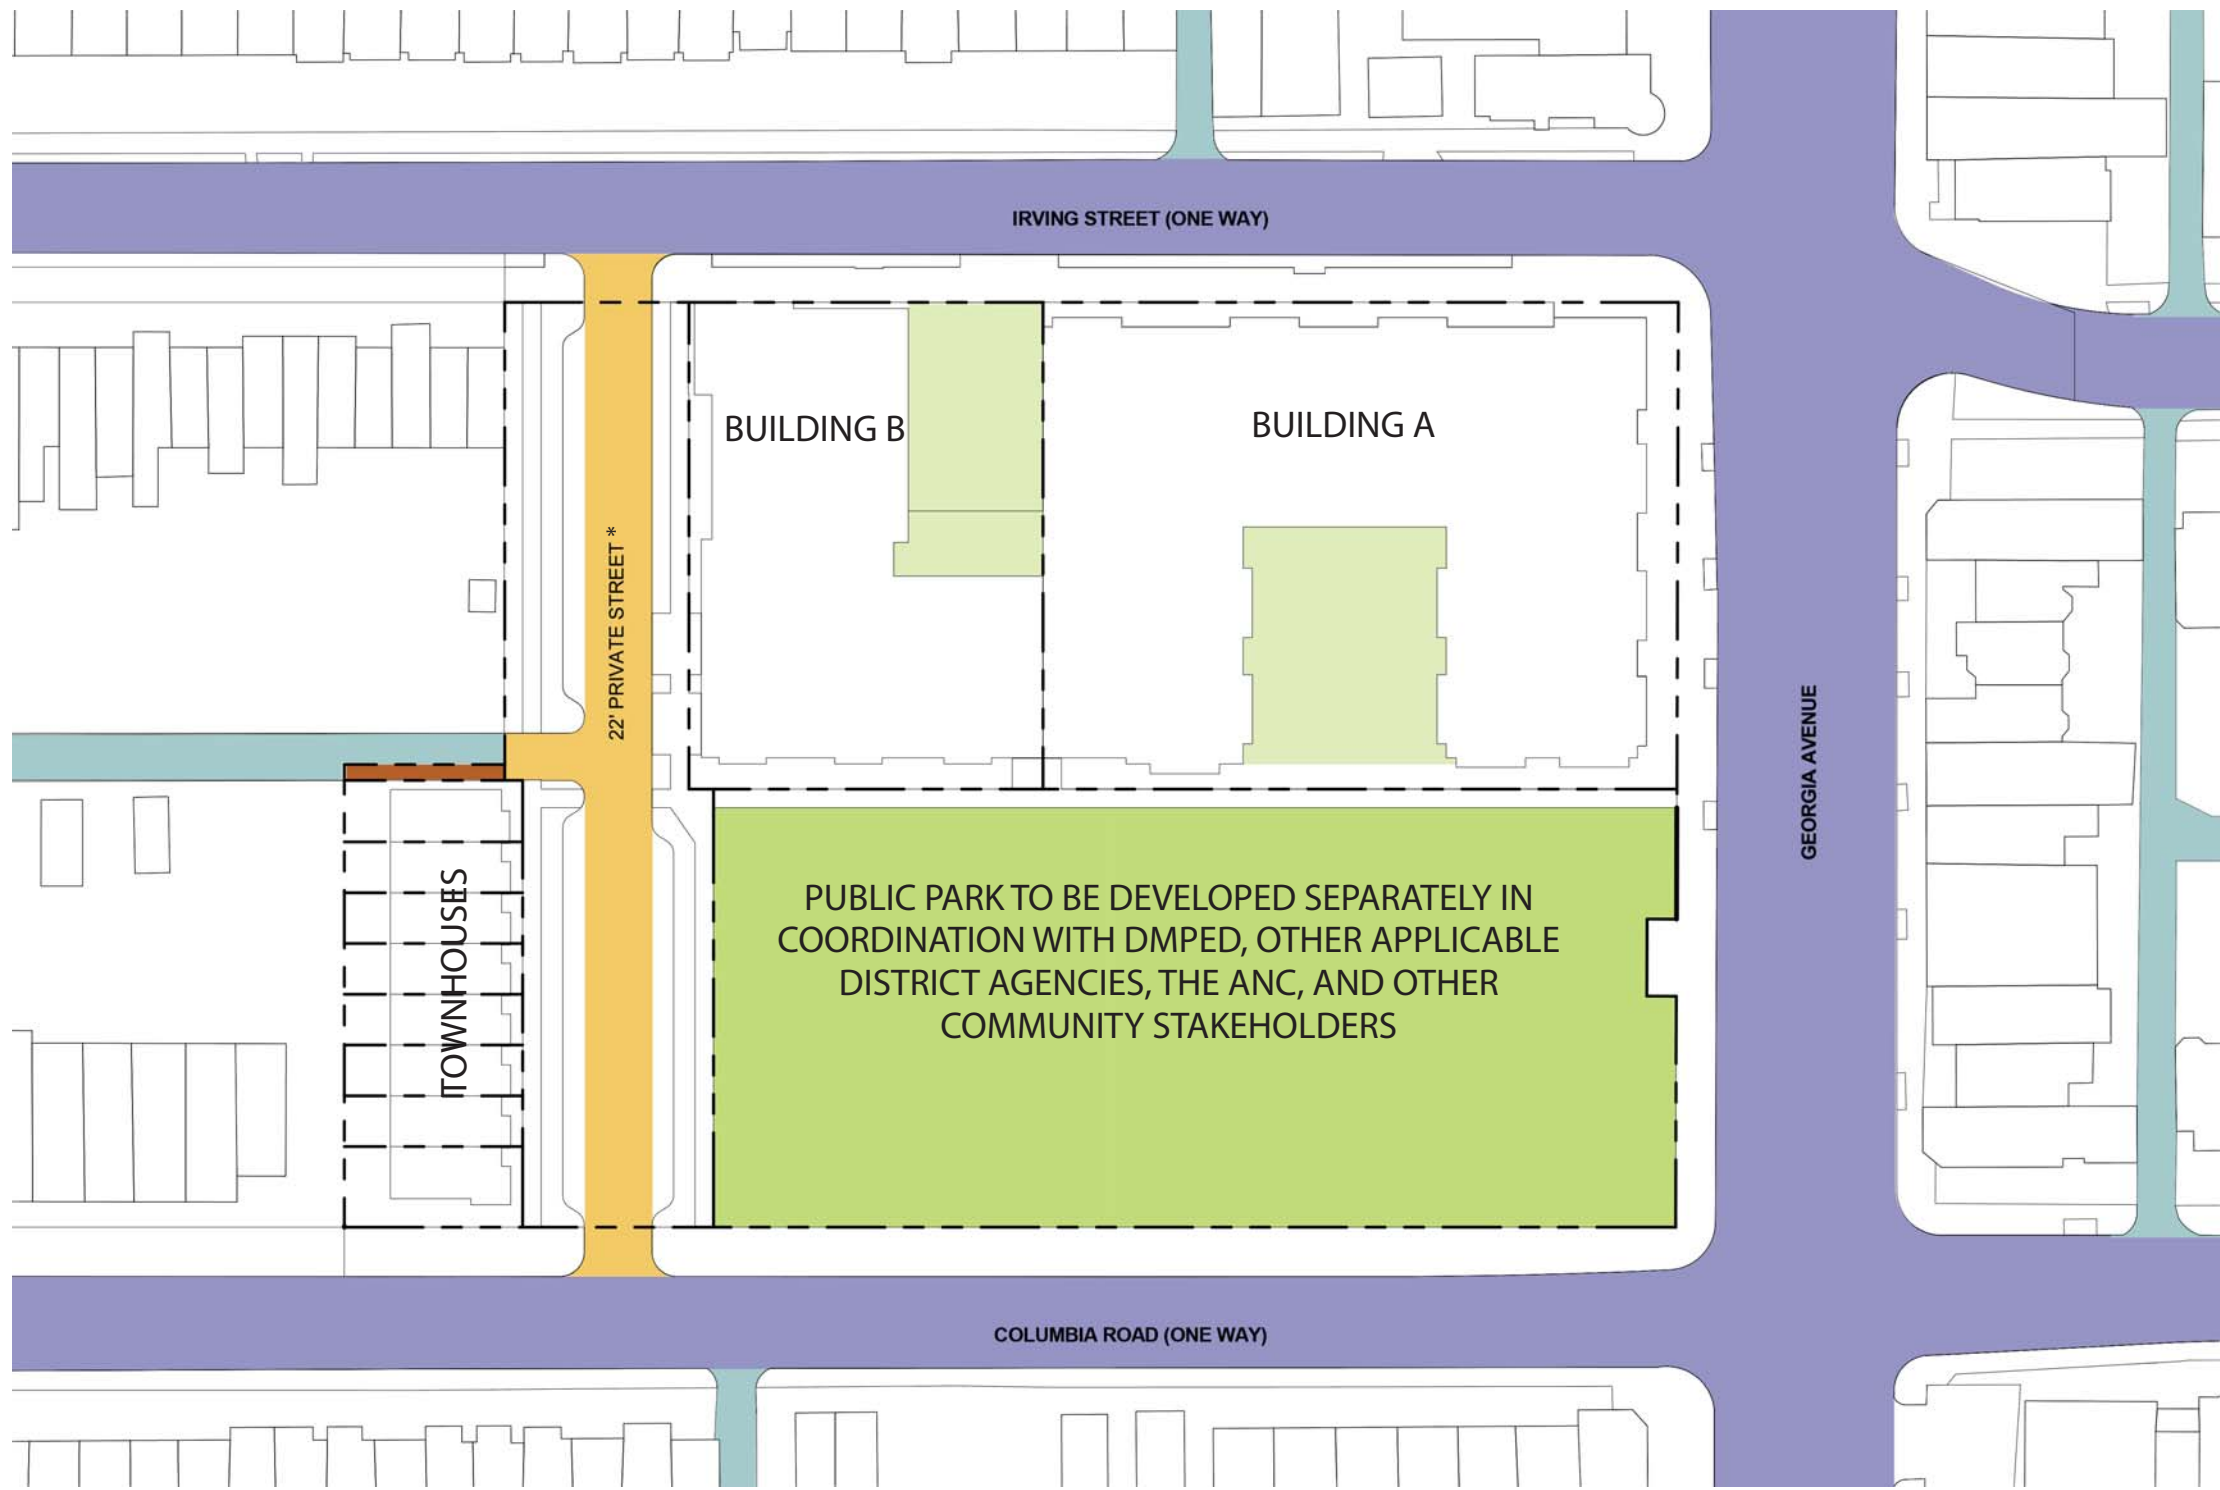 IRVING STREET (ONE WAY)
BUILDING B
BUILDING A
22' PRIVATE STREET *
GEORGIA AVENUE
TOWNHOUSES
PUBLIC PARK TO BE DEVELOPED SEPARATELY IN
COORDINATION WITH DMPED, OTHER APPLICABLE
DISTRICT AGENCIES, THE ANC, AND OTHER
COMMUNITY STAKEHOLDERS
COLUMBIA ROAD (ONE WAY)